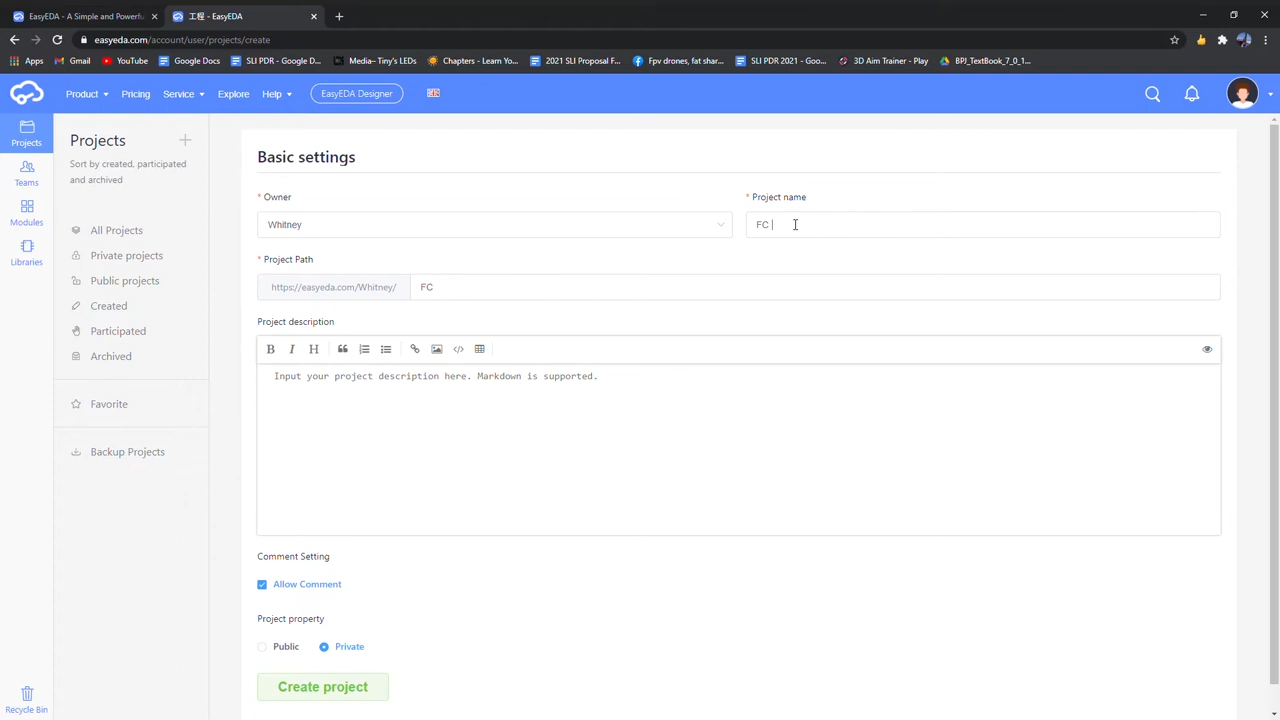 EasyEDA - A Simple and Powerfu
工程 - EasyEDA
easyeda.com/account/user/projects/create
Apps
Gmail
YouTube
Google Docs
SLI PDR - Google D...
Media– Tiny's LEDs
Chapters - Learn Yo...
2021 SLI Proposal F...
Fpv drones, fat shar...
SLI PDR 2021 - Goo...
3D Aim Trainer - Play
BPJ_TextBook_7_0_1...
Product
Pricing
Service
Explore
Help
EasyEDA Designer
Projects
Teams
Modules
Libraries
Recycle Bin
Projects
Sort by created, participated
and archived
All Projects
Private projects
Public projects
Created
Participated
Archived
Favorite
Backup Projects
Basic settings
* Owner
Whitney
* Project name
FC
* Project Path
https://easyeda.com/Whitney/
FC
Project description
B I H
Input your project description here. Markdown is supported.
Comment Setting
Allow Comment
Project property
Public
Private
Create project